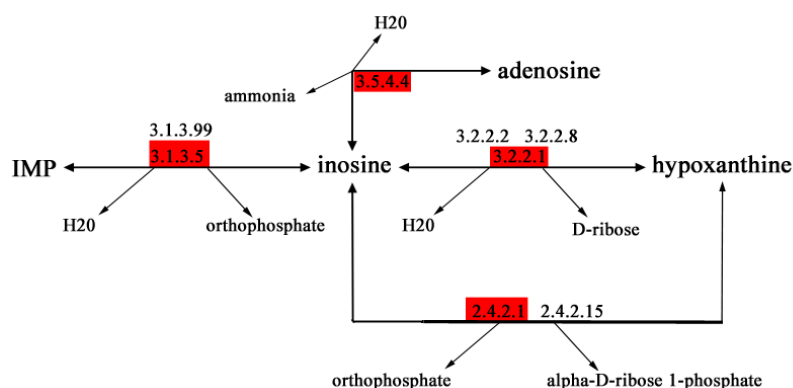 H20
adenosine
3.5.4.4
ammonia
3.1.3.99
3.2.2.2 3.2.2.8
3.1.3.5
3.2.2.1
IMP
inosine
hypoxanthine
H20
orthophosphate
H20
D-ribose
2.4.2.1 2.4.2.15
orthophosphate
alpha-D-ribose 1-phosphate